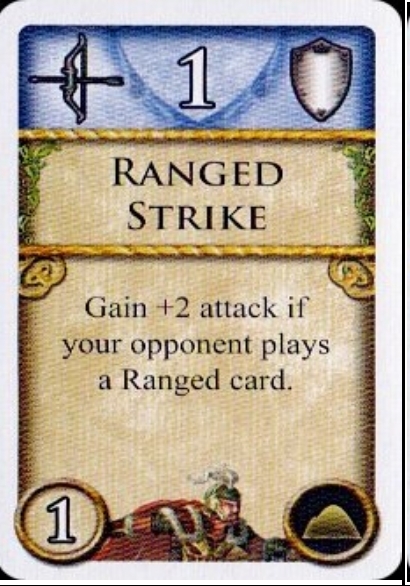 1
RANGED
STRIKE
Gain +2 attack if
your opponent plays
a Ranged card.
1